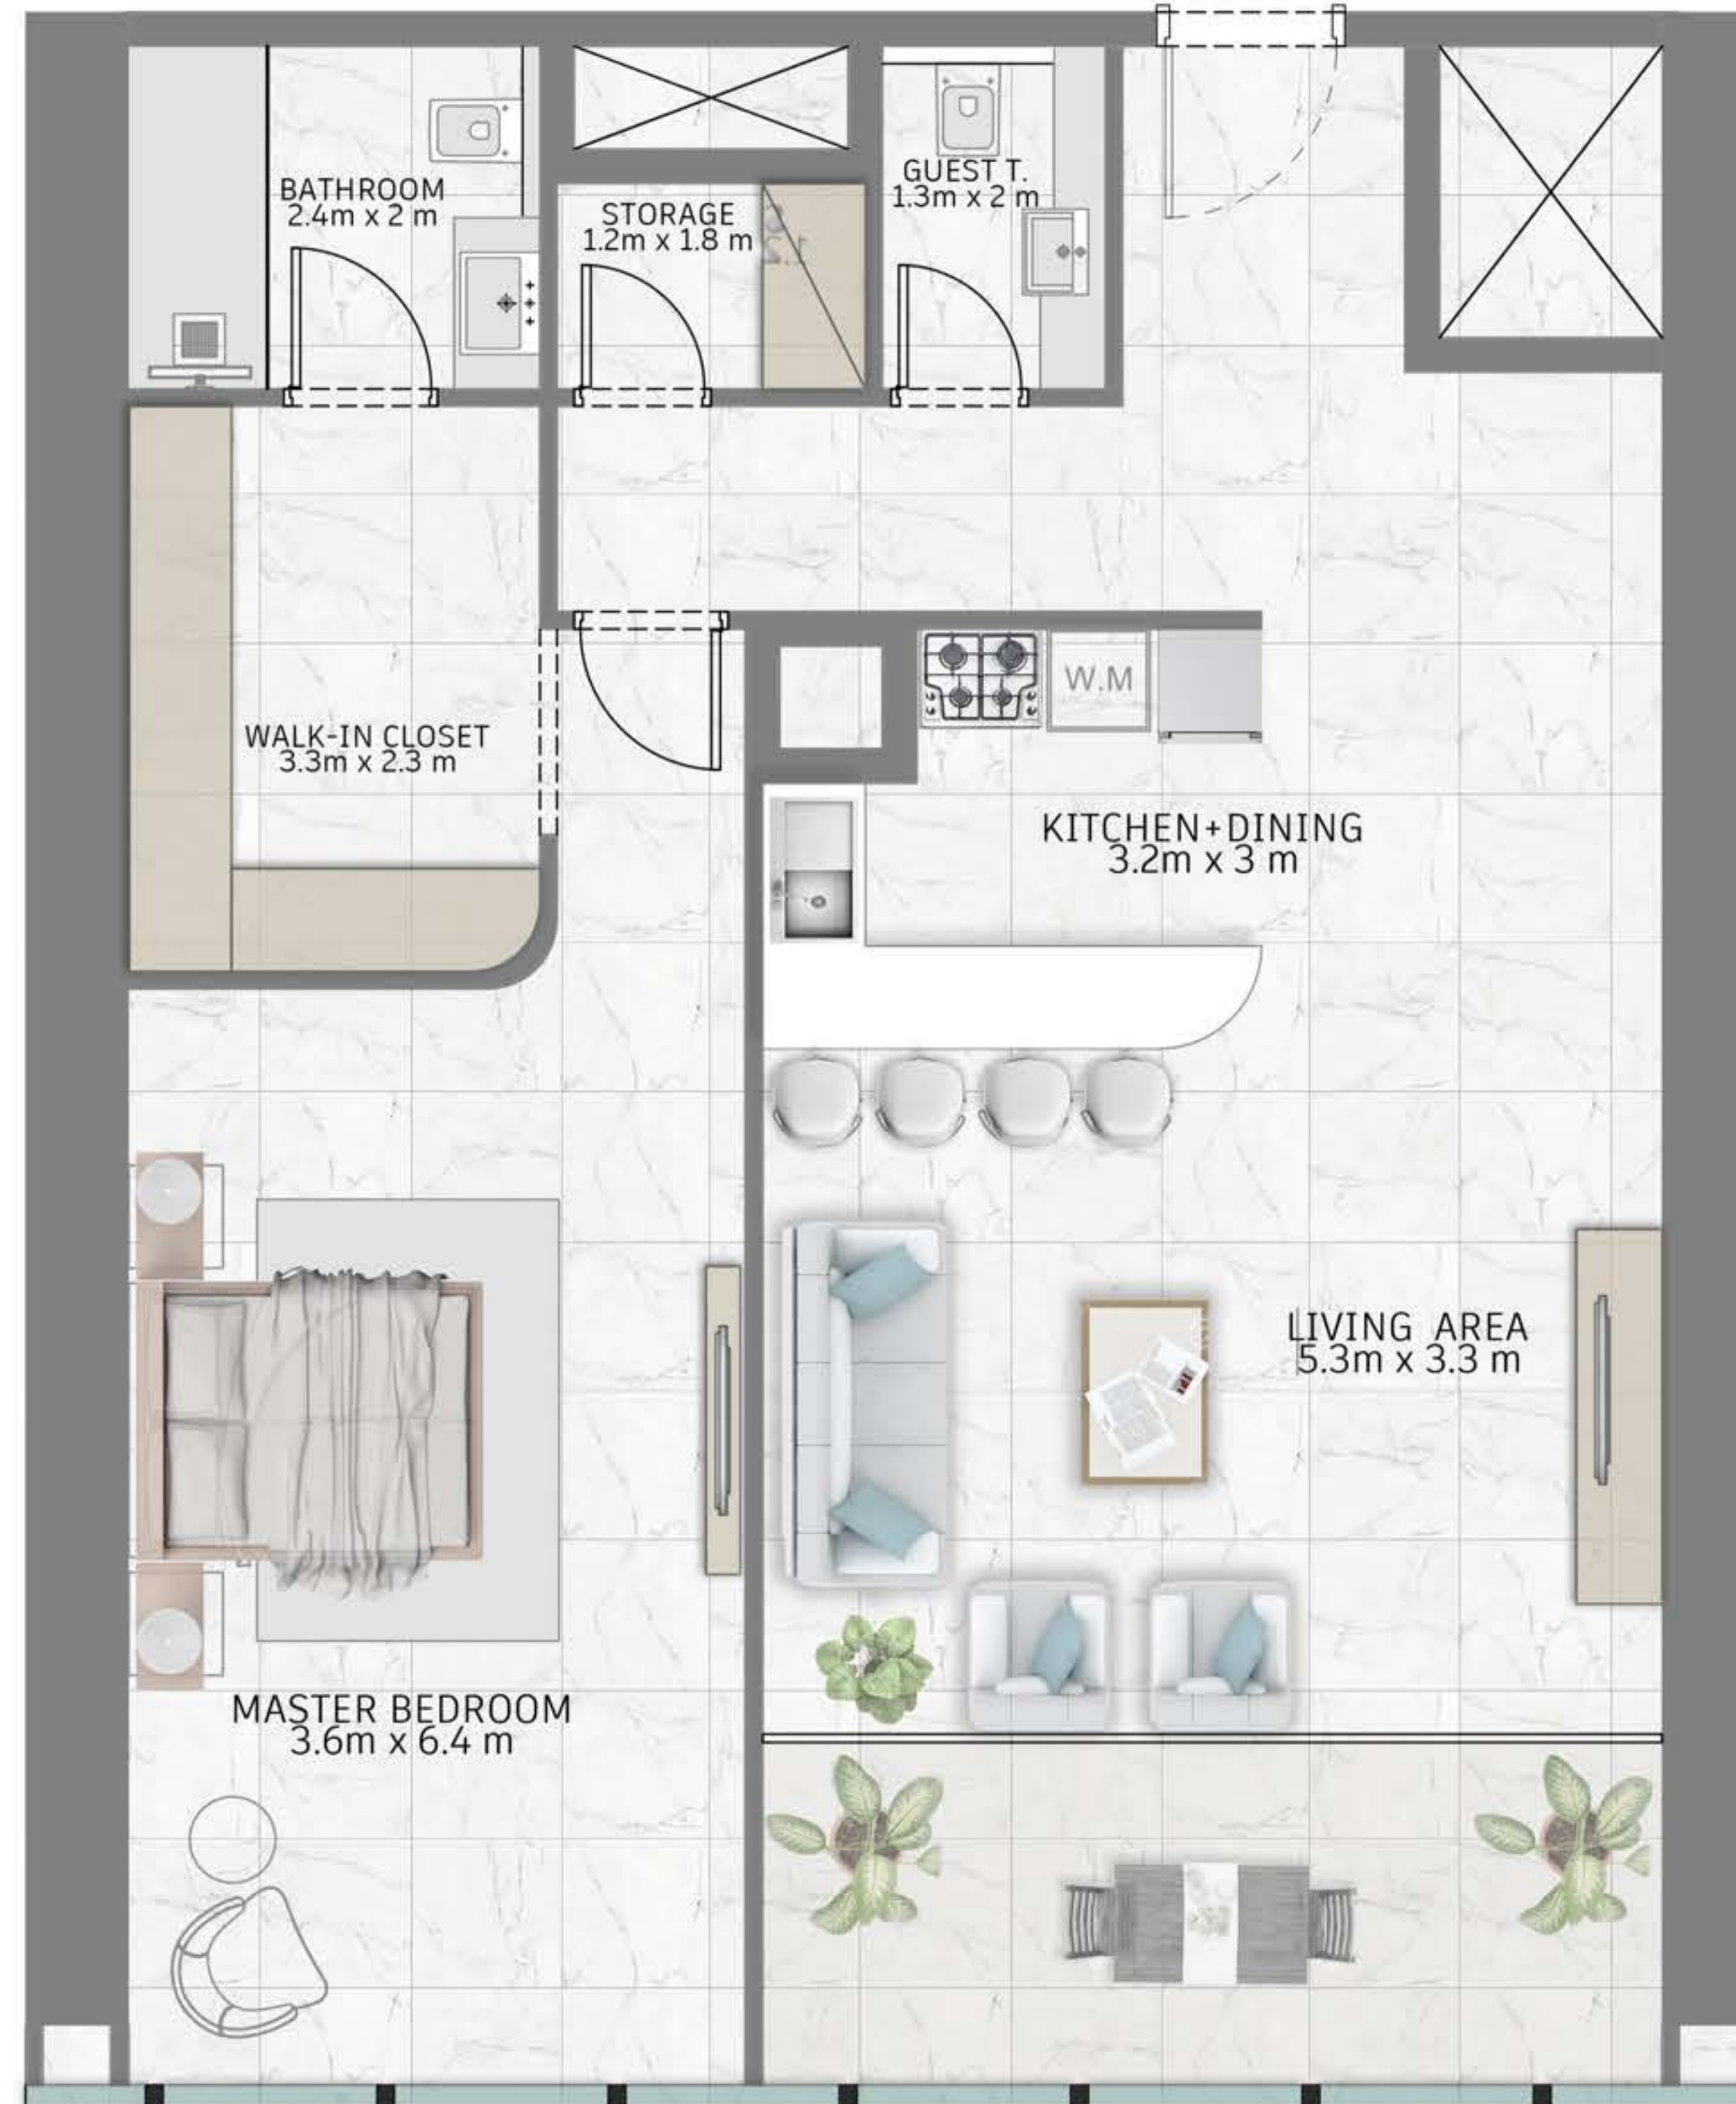 BATHROOM
2.4m x 2 m
STORAGE
1.2m x 1.8 m
GUEST T.
1.3m x 2 m
W.M
WALK-IN CLOSET
3.3m x 2.3 m
KITCHEN+DINING
3.2m x 3 m
LIVING AREA
5.3m x 3.3 m
MASTER BEDROOM
3.6m x 6.4 m